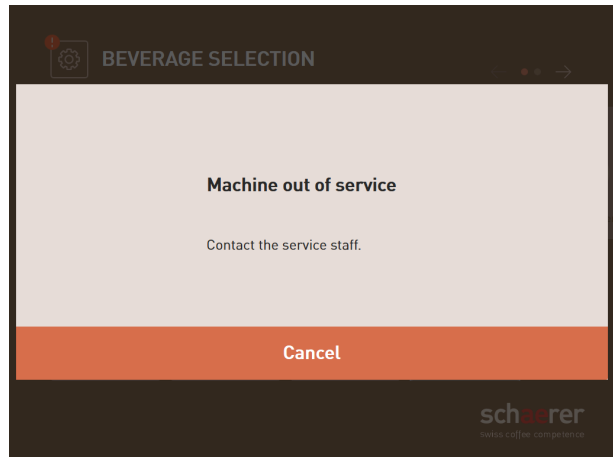 BEVERAGE SELECTION
Machine out of service
Contact the service staff.
Cancel
schaerer
swiss coffee competence